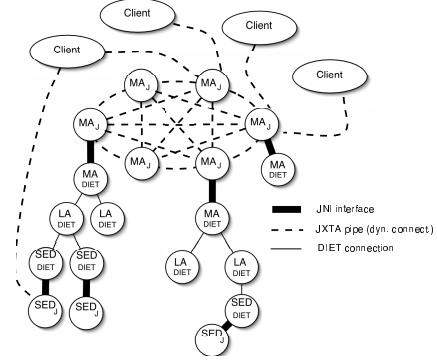 Client
Client
Client
Client
MA J
MA J
MA J
MA J
MA J
MA J
MA
DIET
MA
DIET
LA
DIET
LA
DIET
MA
DIET
SED
DIET
SED
DIET
LA
DIET
LA
DIET
SED J
SED J
SED
DIET
SED J
JNI interface
JXTA pipe (dyn. connect.)
DIET connection